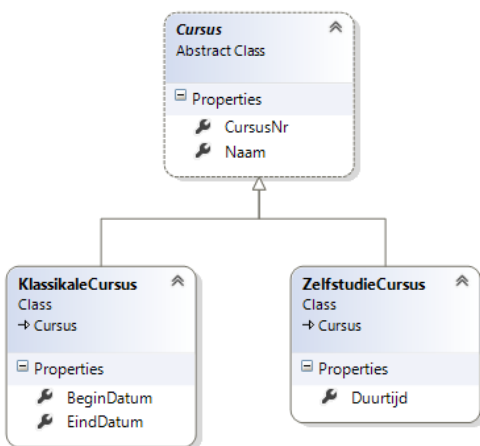 Cursus
Abstract Class
Properties
CursusNr
Naam
KlassikaleCursus
Class
Cursus
Properties
BeginDatum
EindDatum
ZelfstudieCursus
Class
Cursus
Properties
Duurtijd